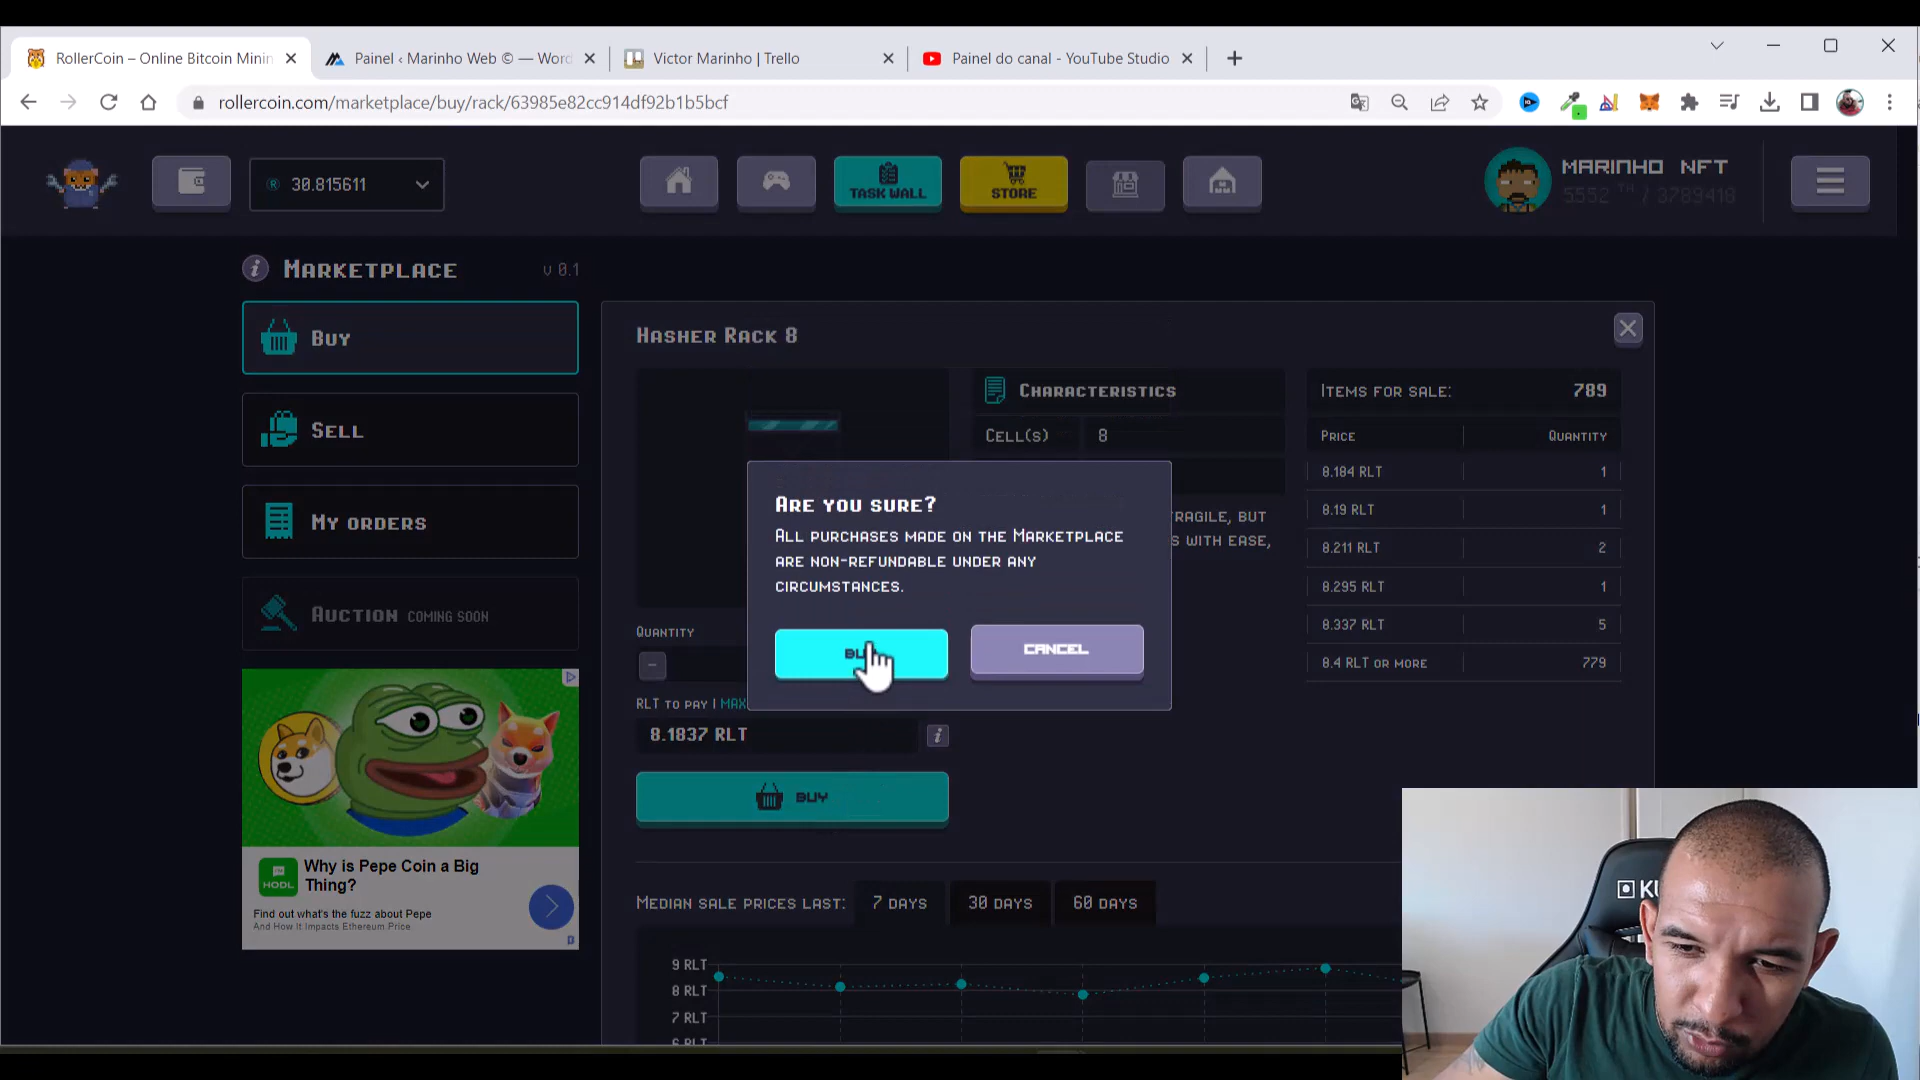 RollerCoin – Online Bitcoin Minin
Painel ‹ Marinho Web © — Word
Victor Marinho | Trello
Painel do canal - YouTube Studio
rollercoin.com/marketplace/buy/rack/63985e82cc914df92b1b5bcf
30.815611
TASK WALL
STORE
MARINHO NFT
5552 TH / 3789418
MARKETPLACE
v 0.1
BUY
SELL
MY ORDERS
AUCTION COMING SOON
HASHER RACK 8
CHARACTERISTICS
CELL(S)
8
ITEMS FOR SALE:
789
PRICE
QUANTITY
8.184 RLT
1
8.19 RLT
1
8.211 RLT
2
8.295 RLT
1
8.337 RLT
5
8.4 RLT OR MORE
779
RAGILE, BUT
S WITH EASE,
ARE YOU SURE?
ALL PURCHASES MADE ON THE MARKETPLACE
ARE NON-REFUNDABLE UNDER ANY
CIRCUMSTANCES.
CANCEL
QUANTITY
RLT TO PAY | MAX
8.1837 RLT
BUY
MEDIAN SALE PRICES LAST:
7 DAYS
30 DAYS
60 DAYS
9 RLT
8 RLT
7 RLT
6 RLT
HODL
Why is Pepe Coin a Big
Thing?
Find out what's the fuzz about Pepe
And How It Impacts Ethereum Price